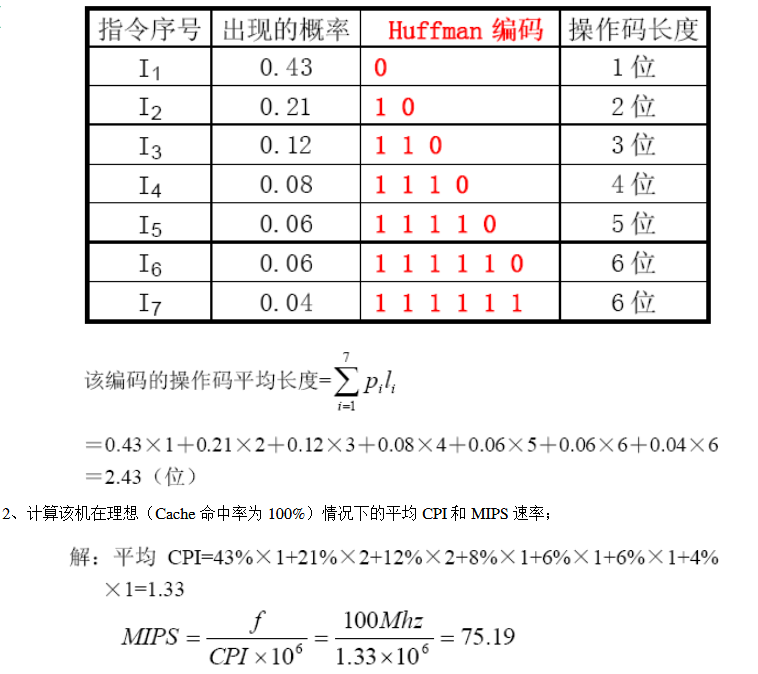 指令序号 出现的概率 Huffman 编码 操作码长度
I₁ 0.43 0 1 位
I₂ 0.21 1 0 2 位
I₃ 0.12 1 1 0 3 位
I₄ 0.08 1 1 1 0 4 位
I₅ 0.06 1 1 1 1 0 5 位
I₆ 0.06 1 1 1 1 1 0 6 位
I₇ 0.04 1 1 1 1 1 1 6 位
该编码的操作码平均长度=∑_{i=1}^{7} p_i l_i
=0.43×1+0.21×2+0.12×3+0.08×4+0.06×5+0.06×6+0.04×6
=2.43（位）
2、计算该机在理想（Cache 命中率为 100%）情况下的平均 CPI 和 MIPS 速率；
解：平均 CPI=43%×1+21%×2+12%×2+8%×1+6%×1+6%×1+4%
×1=1.33
MIPS = f / (CPI×10⁶) = 100Mhz / (1.33×10⁶) = 75.19